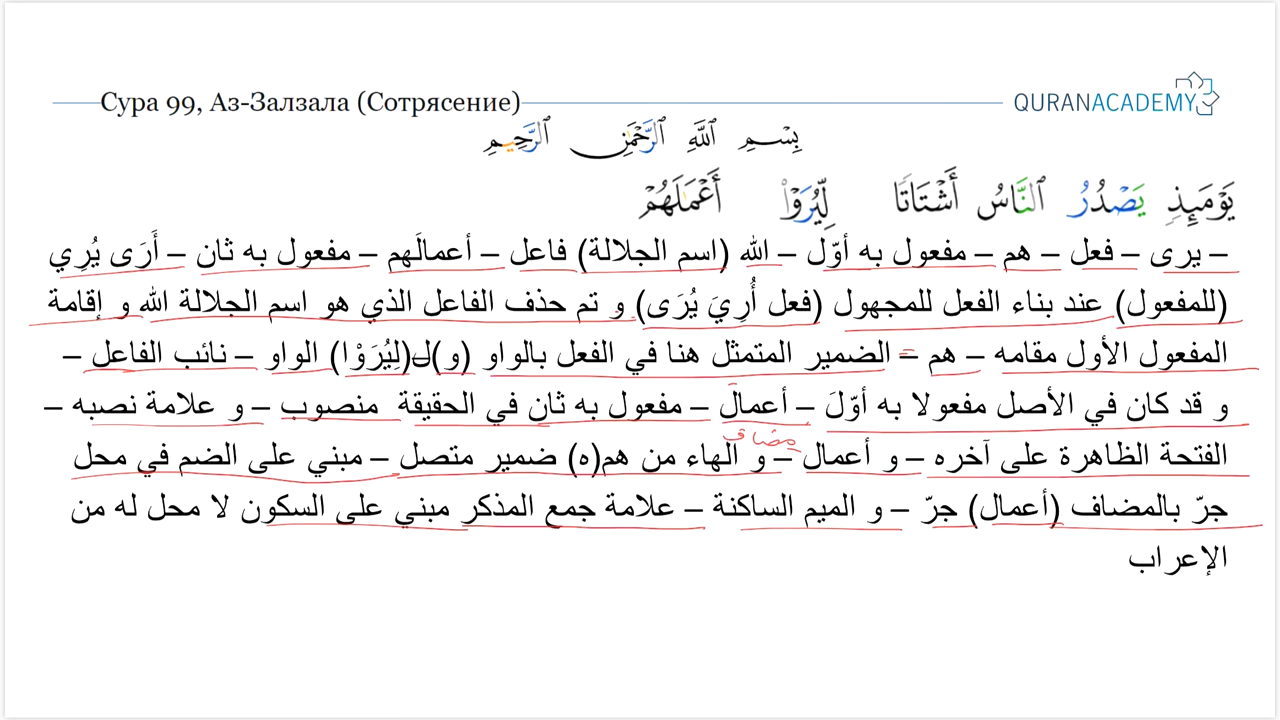 Сура 99, Аз-Залзала (Сотрясение)
QURANACADEMY
بِسْمِ ٱللَّهِ ٱلرَّحْمَٰنِ ٱلرَّحِيمِ
يَوْمَئِذٍ يَصْدُرُ ٱلنَّاسُ أَشْتَاتًا لِّيُرَوْا۟ أَعْمَٰلَهُمْ
– يرى – فعل – هم – مفعول به أوّل – الله (اسم الجلالة) فاعل – أعمالَهم – مفعول به ثان – أَرَى يُرِي
(للمفعول) عند بناء الفعل للمجهول (فعل أُرِيَ يُرَى) و تم حذف الفاعل الذي هو اسم الجلالة الله و إقامة
المفعول الأول مقامه – هم – الضمير المتمثل هنا في الفعل بالواو (و)ل(لِيُرَوْا) الواو – نائب الفاعل –
و قد كان في الأصل مفعولا به أوّلَ – أعمالَ – مفعول به ثان في الحقيقة منصوب – و علامة نصبه –
مضاف
الفتحة الظاهرة على آخره – و أعمال – و الهاء من هم(ه) ضمير متصل – مبني على الضم في محل
جرّ بالمضاف (أعمال) جرّ – و الميم الساكنة – علامة جمع المذكر مبني على السكون لا محل له من
الإعراب